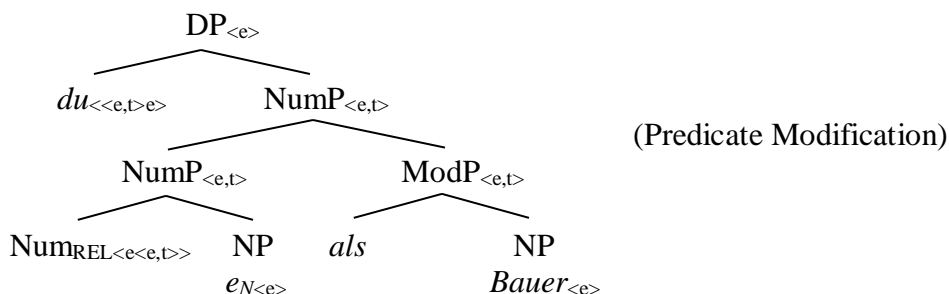 DP<e>
du<<e,t>e> NumP<e,t>
(Predicate Modification)
NumP<e,t> ModP<e,t>
NumREL<e<e,t>> NP als NP
eN<e> Bauer<e>